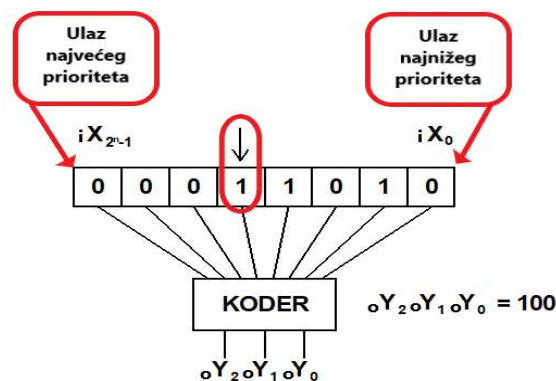 Ulaz
najvećeg
prioriteta
Ulaz
najnižeg
prioriteta
iX2ⁿ-1
iX0
0 0 0 1 1 0 1 0
KODER
oY2 oY1 oY0 = 100
oY2 oY1 oY0